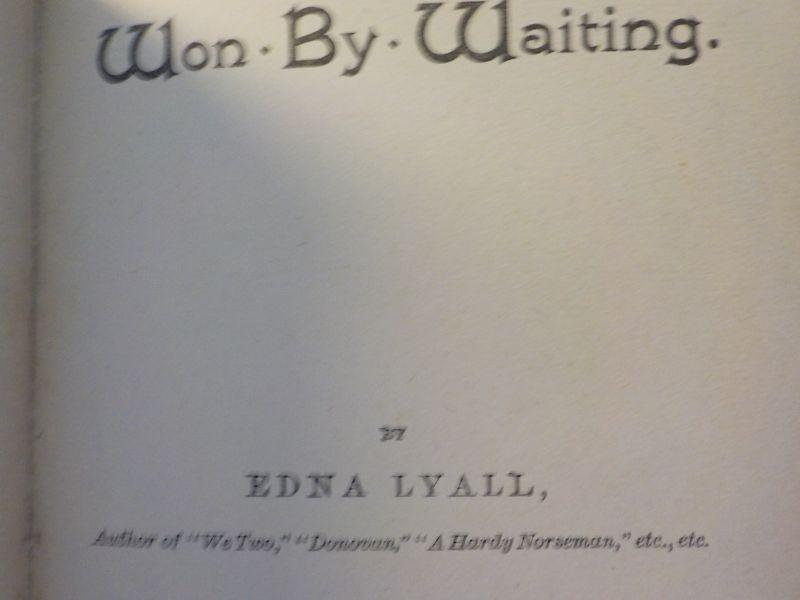 Won · By · Waiting.
BY
EDNA LYALL,
Author of "We Two," "Donovan," "A Hardy Norseman," etc., etc.